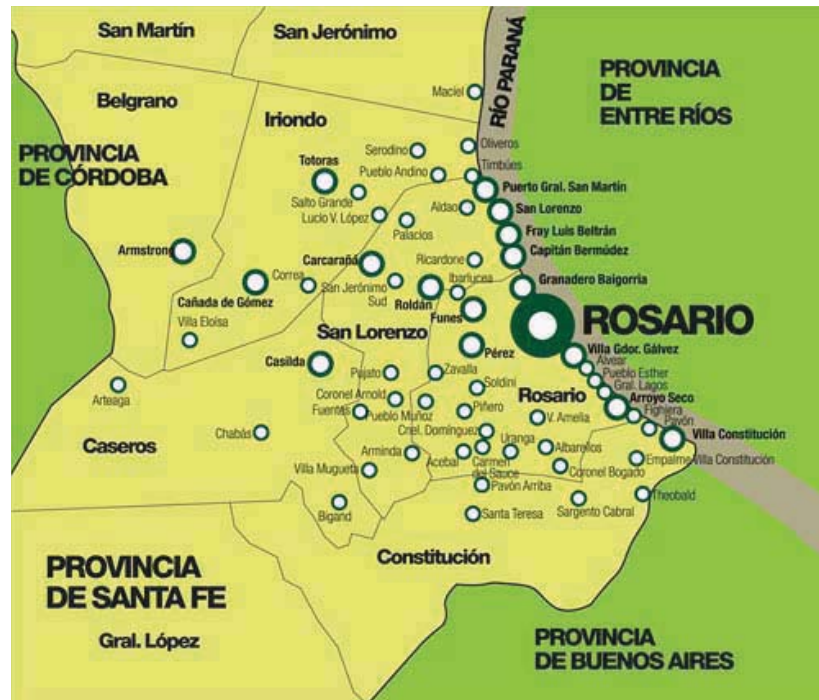 San Martín
San Jerónimo
RÍO PARANÁ
PROVINCIA
DE
ENTRE RÍOS
Belgrano
Maciel
Iriondo
PROVINCIA
DE CÓRDOBA
Serodino
Oliveros
Totoras
Pueblo Andino
Timbúes
Puerto Gral. San Martín
Salto Grande
Lucio V. López
Aldao
San Lorenzo
Palacios
Fray Luis Beltrán
Armstrong
Carcarañá
Ricardone
Capitán Bermúdez
Correa
San Jerónimo
Sud
Ibarlucea
Granadero Baigorria
Cañada de Gómez
Roldán
Funes
ROSARIO
Villa Eloísa
San Lorenzo
Pérez
Villa Gdor. Gálvez
Alvear
Casilda
Pujato
Zavalla
Pueblo Esther
Gral. Lagos
Arteaga
Coronel Arnold
Soldini
Rosario
Arroyo Seco
Fuentes
Pueblo Muñoz
Piñero
Fighiera
Pavón
Caseros
Chabás
Cnel. Domínguez
V. Amelia
Villa Constitución
Arminda
Acebal
Carmen
del Sauce
Uranga
Albarellos
Empalme Villa Constitución
Villa Mugueta
Coronel Bogado
Pavón Arriba
Theobald
Bigand
Santa Teresa
Sargento Cabral
Constitución
PROVINCIA
DE SANTA FE
Gral. López
PROVINCIA
DE BUENOS AIRES